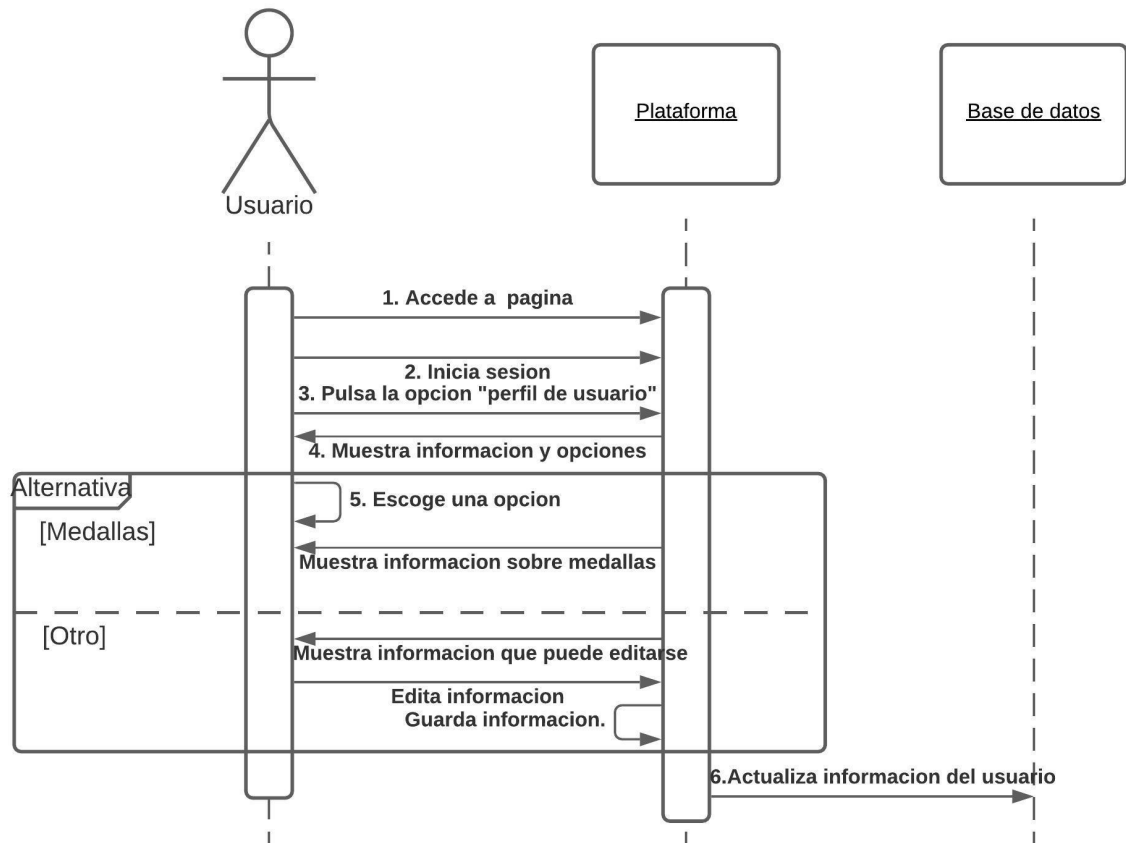 Usuario
Plataforma
Base de datos
1. Accede a pagina
2. Inicia sesion
3. Pulsa la opcion "perfil de usuario"
4. Muestra informacion y opciones
Alternativa
5. Escoge una opcion
[Medallas]
Muestra informacion sobre medallas
[Otro]
Muestra informacion que puede editarse
Edita informacion
Guarda informacion.
6.Actualiza informacion del usuario